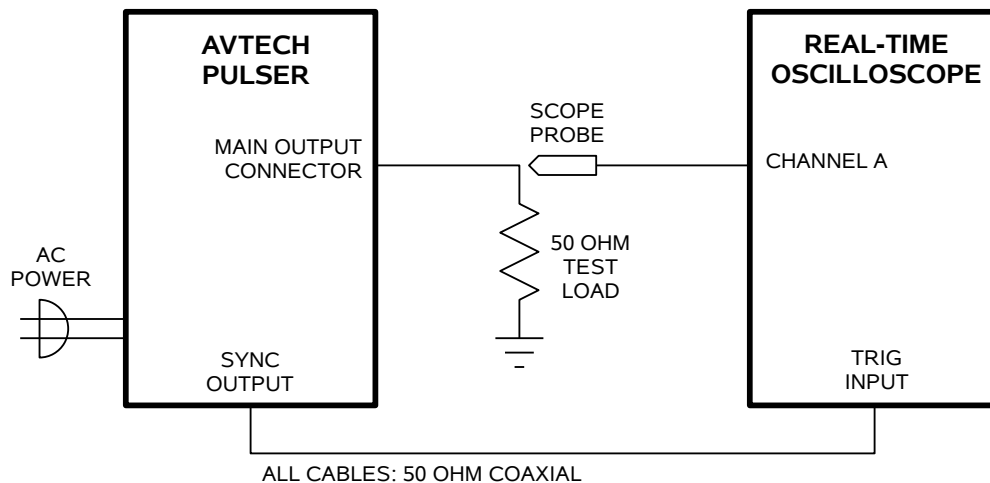 AVTECH
PULSER
REAL-TIME
OSCILLOSCOPE
SCOPE
PROBE
MAIN OUTPUT
CONNECTOR
CHANNEL A
50 OHM
TEST
LOAD
AC
POWER
SYNC
OUTPUT
TRIG
INPUT
ALL CABLES: 50 OHM COAXIAL